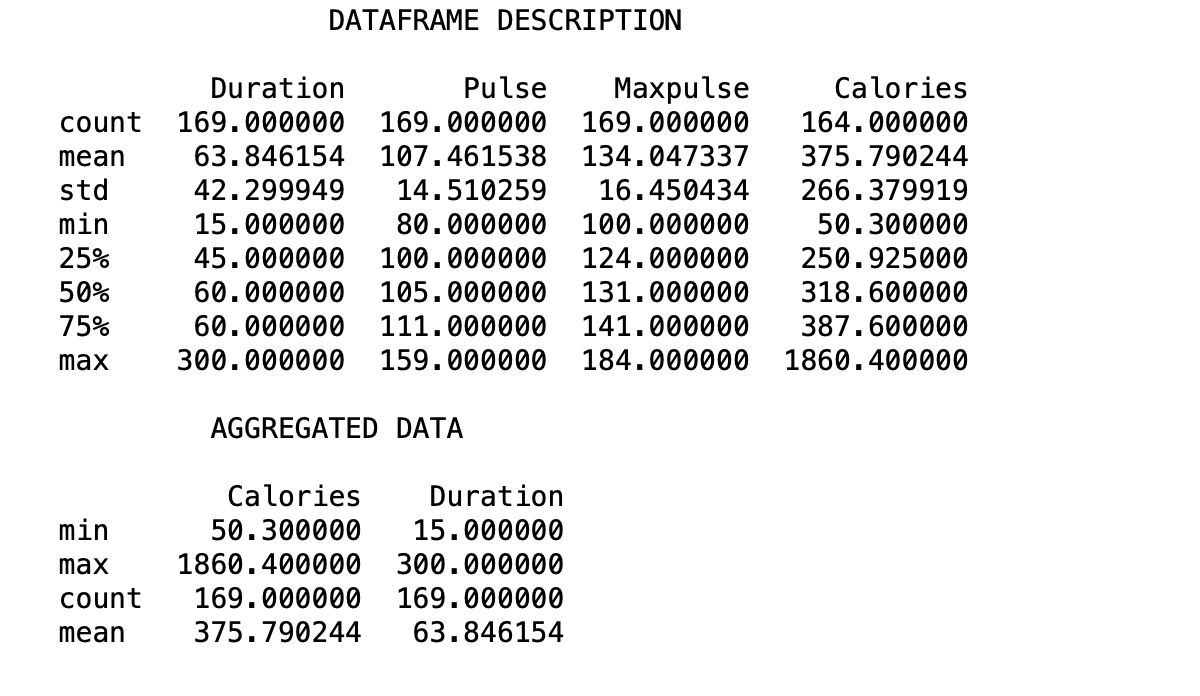 DATAFRAME DESCRIPTION
Duration Pulse Maxpulse Calories
count 169.000000 169.000000 169.000000 164.000000
mean 63.846154 107.461538 134.047337 375.790244
std 42.299949 14.510259 16.450434 266.379919
min 15.000000 80.000000 100.000000 50.300000
25% 45.000000 100.000000 124.000000 250.925000
50% 60.000000 105.000000 131.000000 318.600000
75% 60.000000 111.000000 141.000000 387.600000
max 300.000000 159.000000 184.000000 1860.400000
AGGREGATED DATA
Calories Duration
min 50.300000 15.000000
max 1860.400000 300.000000
count 169.000000 169.000000
mean 375.790244 63.846154